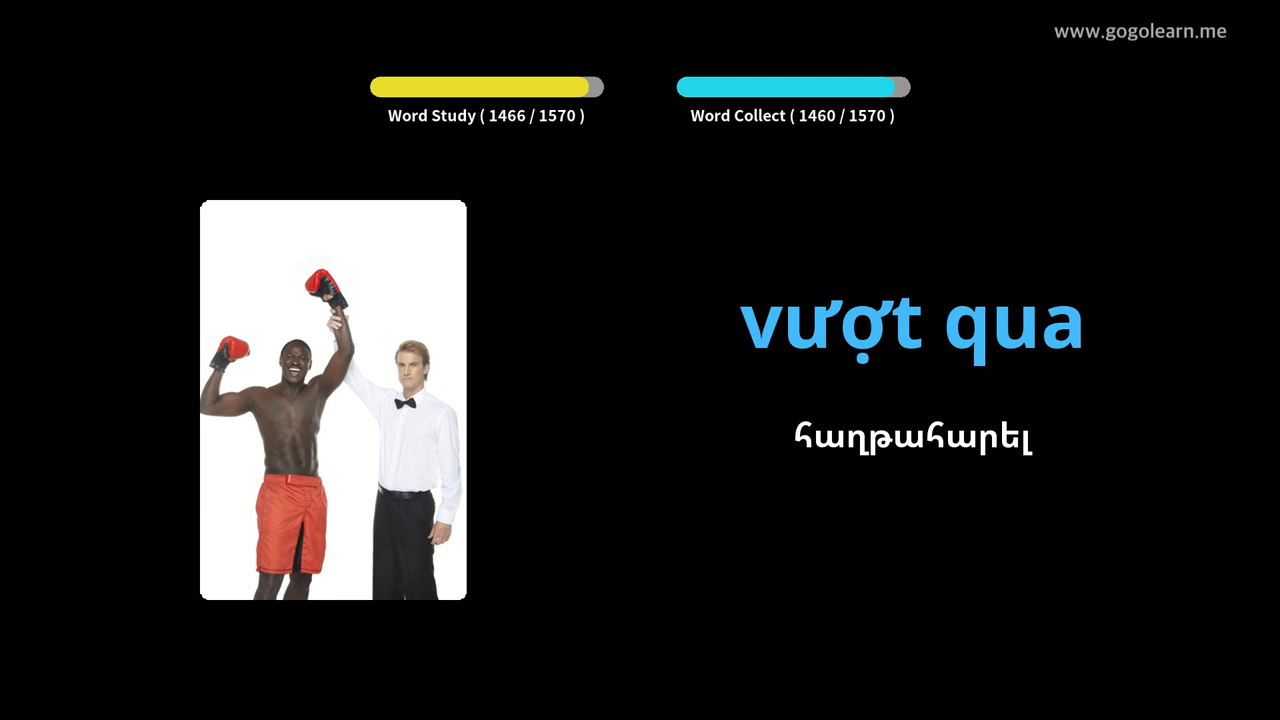 www.gogolearn.me
Word Study ( 1466 / 1570 )
Word Collect ( 1460 / 1570 )
vượt qua
հաղթահարել